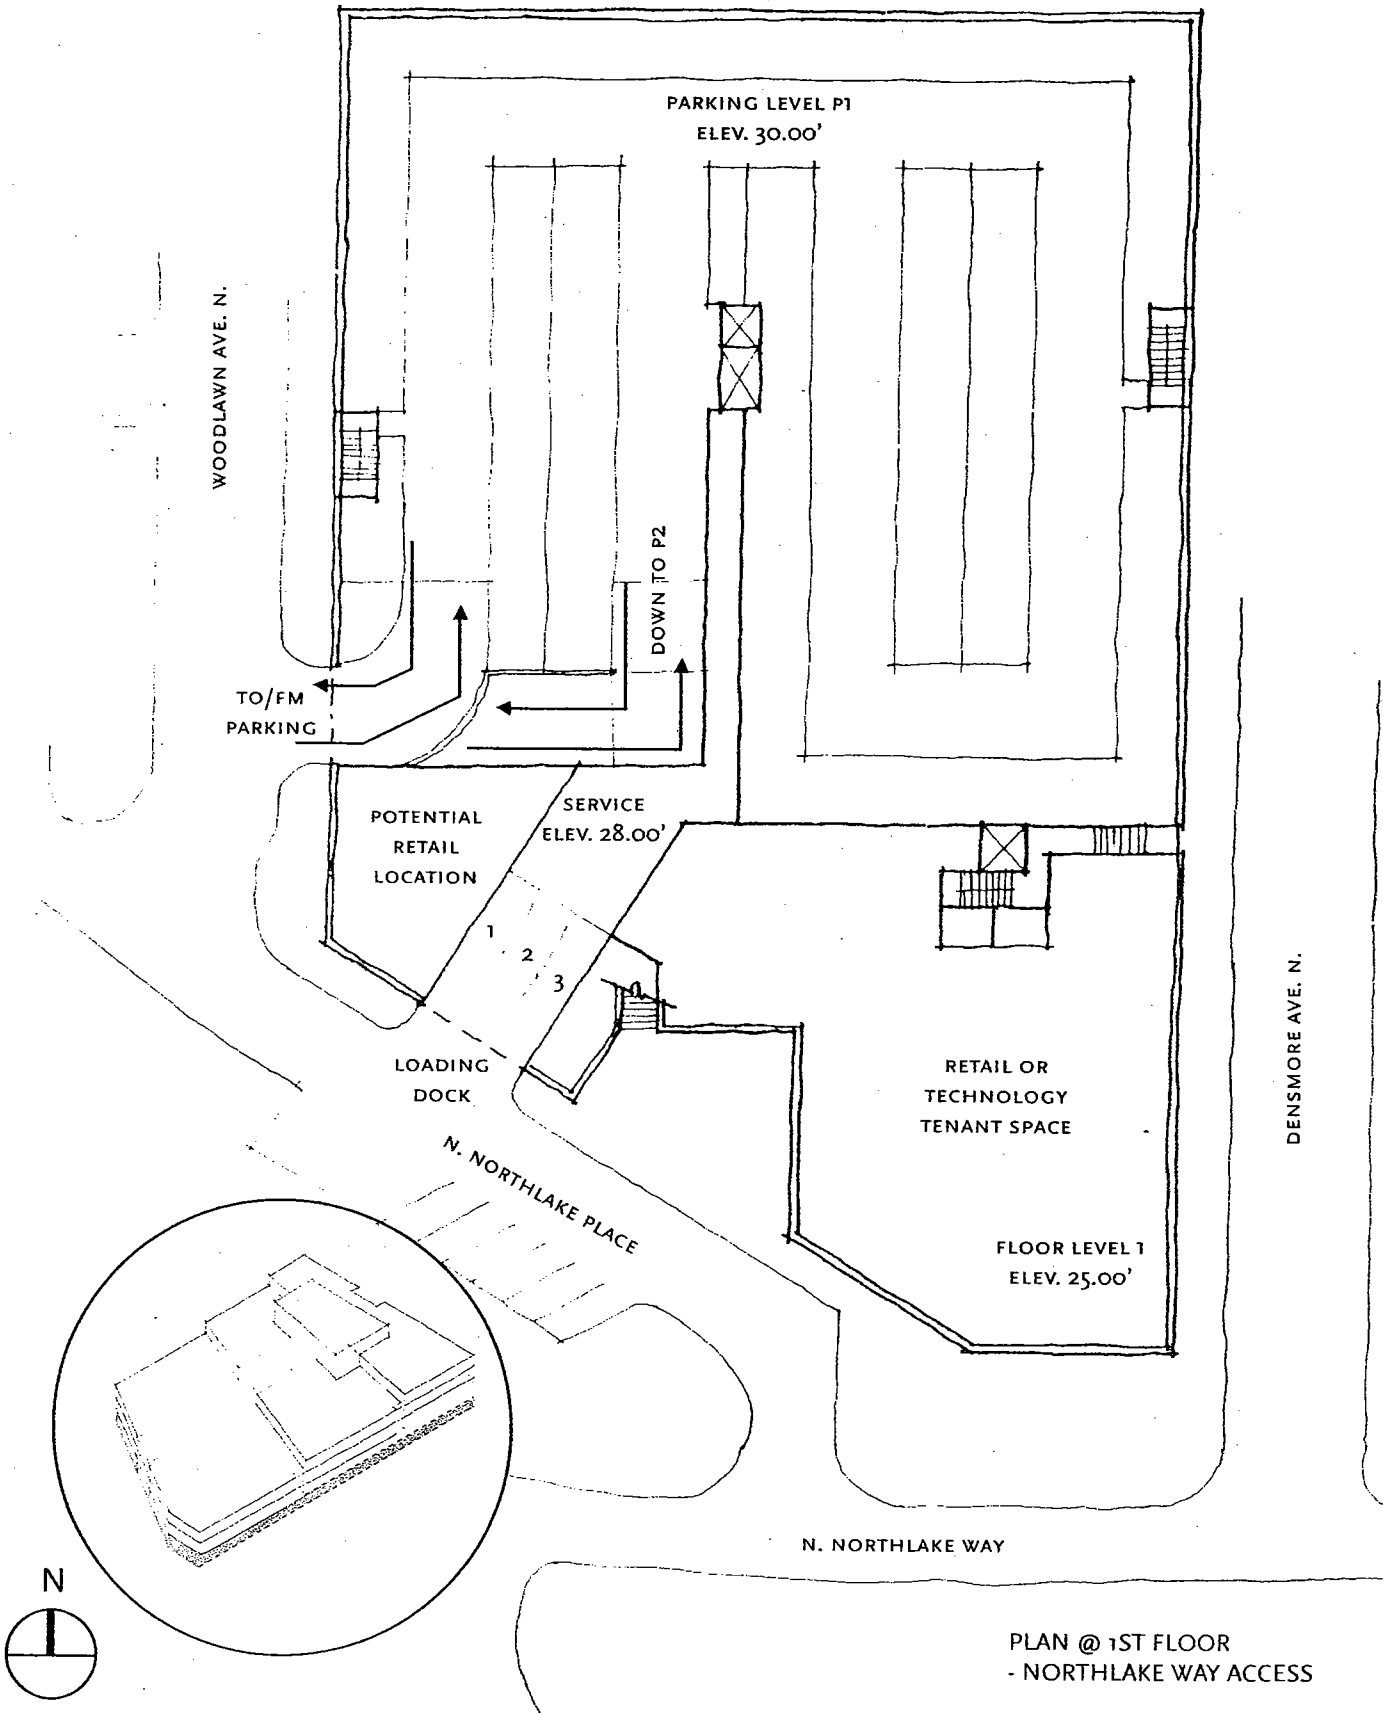 PARKING LEVEL P1
ELEV. 30.00'
WOODLAWN AVE. N.
DOWN TO P2
TO/FM
PARKING
POTENTIAL
RETAIL
LOCATION
SERVICE
ELEV. 28.00'
1
2
3
LOADING
DOCK
RETAIL OR
TECHNOLOGY
TENANT SPACE
DENSMORE AVE. N.
N. NORTHLAKE PLACE
FLOOR LEVEL 1
ELEV. 25.00'
N. NORTHLAKE WAY
N
PLAN @ 1ST FLOOR
- NORTHLAKE WAY ACCESS